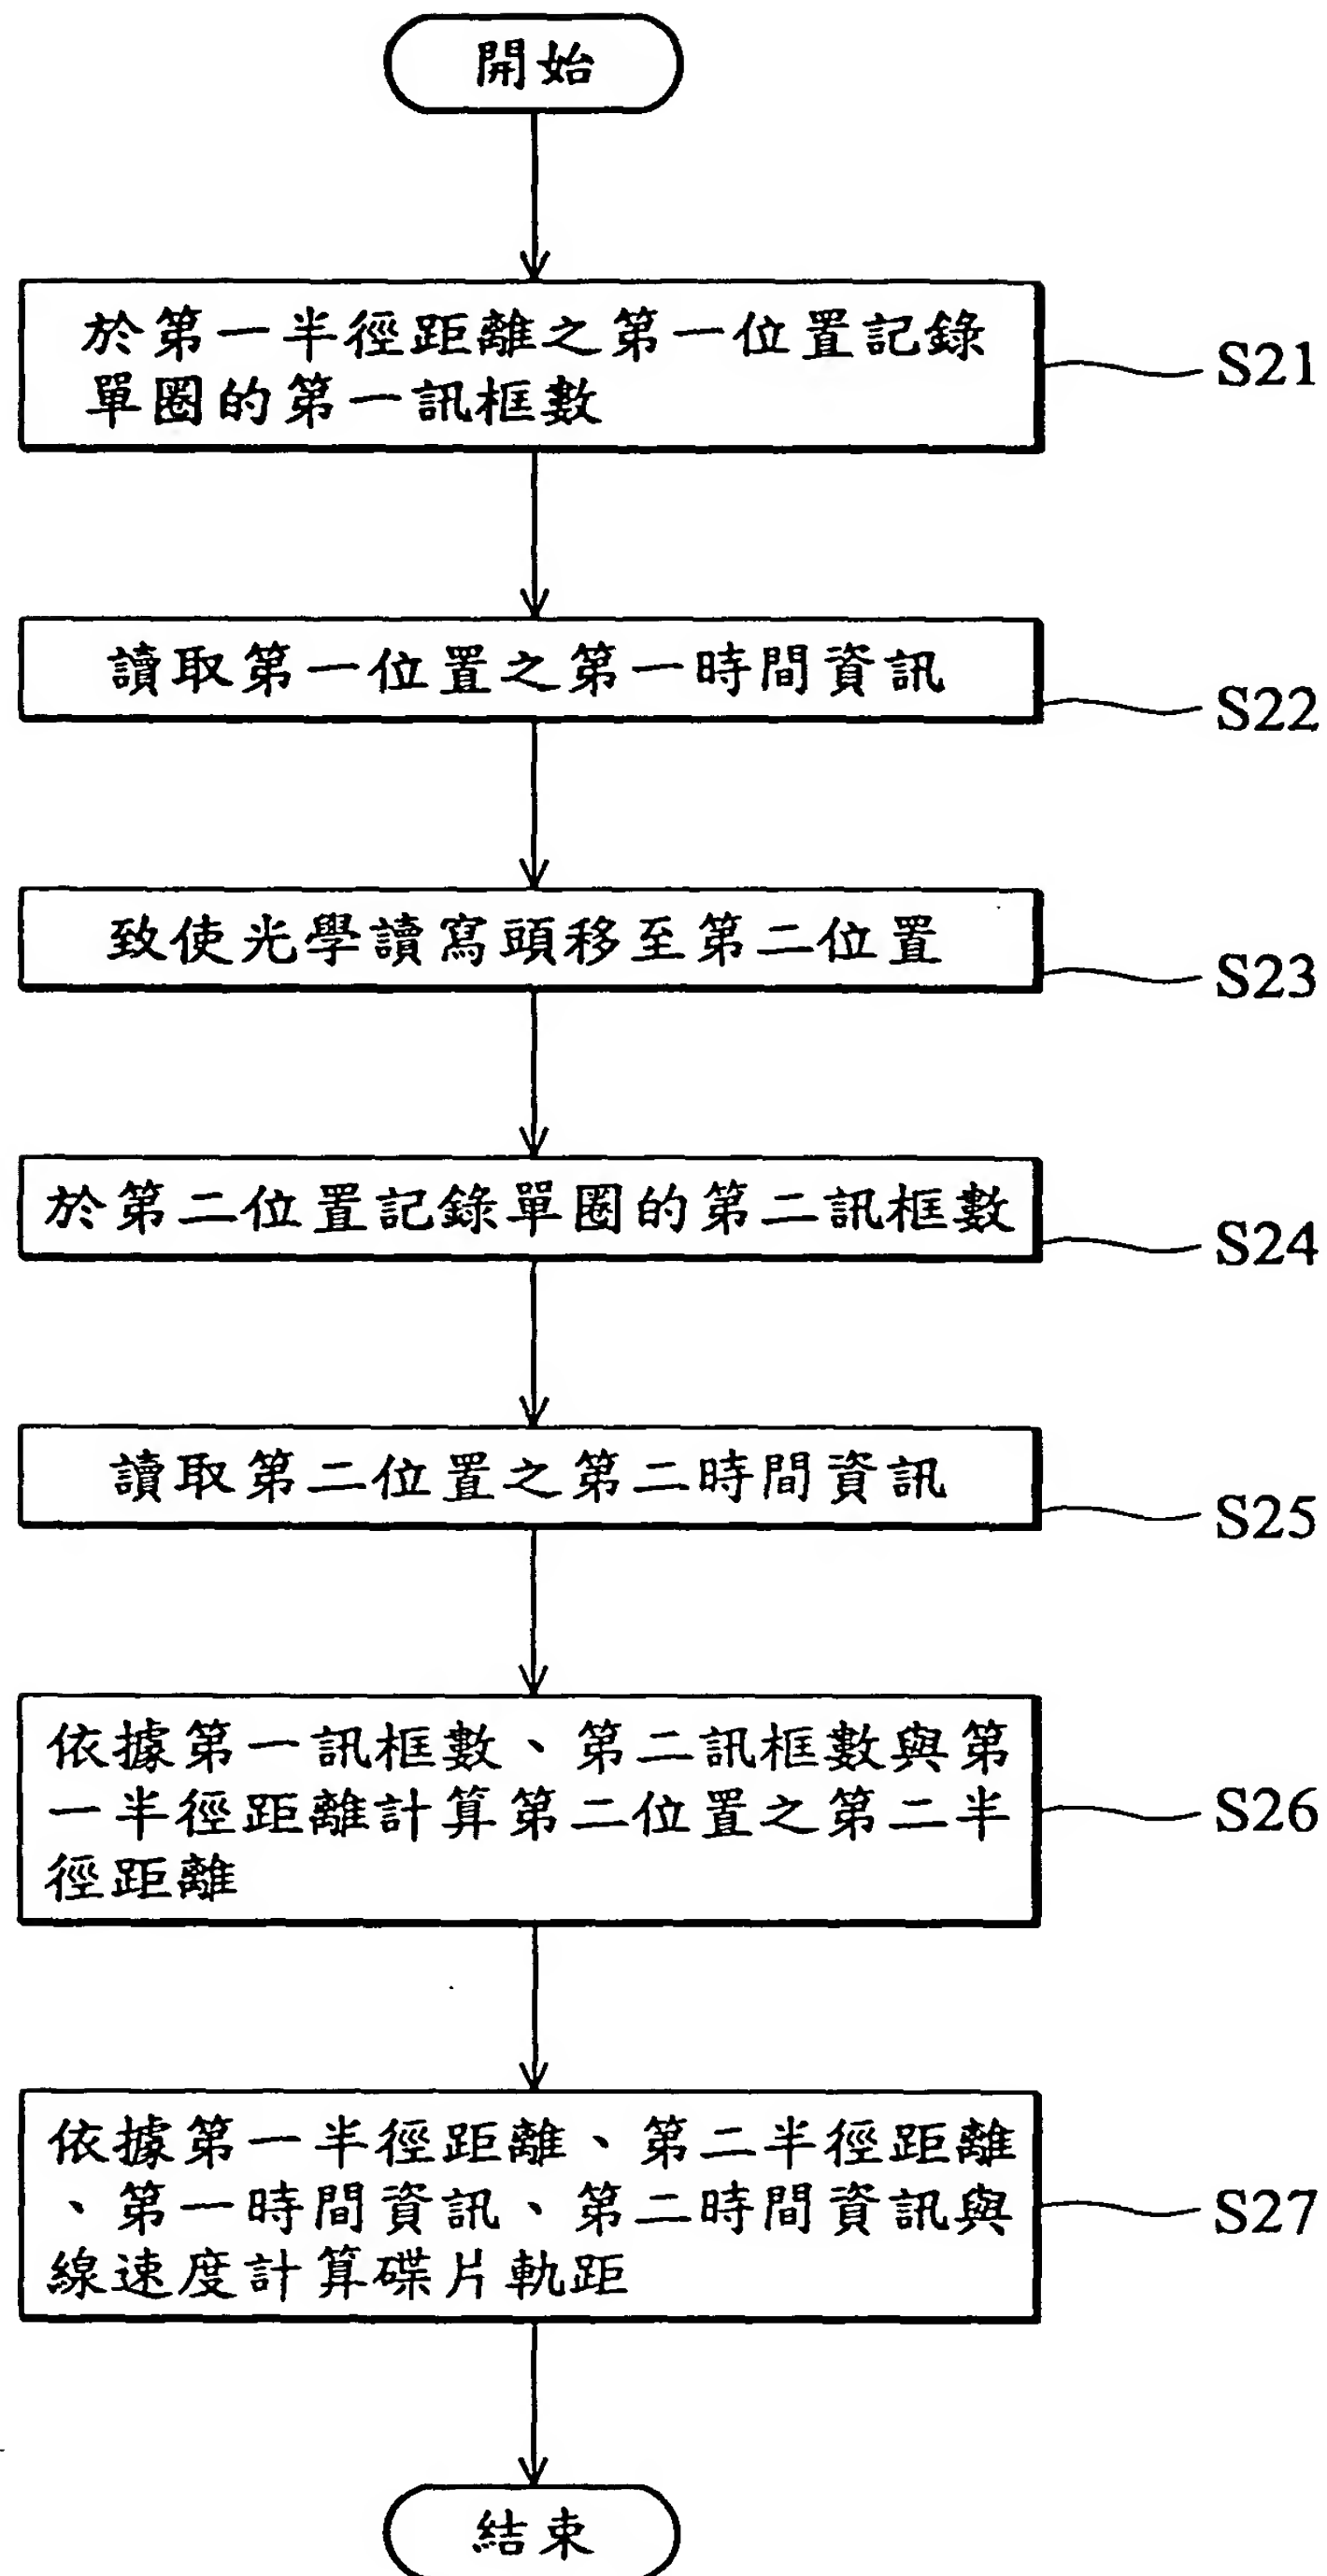 開始
於第一半徑距離之第一位置記錄
單圈的第一訊框數
S21
讀取第一位置之第一時間資訊
S22
致使光學讀寫頭移至第二位置
S23
於第二位置記錄單圈的第二訊框數
S24
讀取第二位置之第二時間資訊
S25
依據第一訊框數、第二訊框數與第
一半徑距離計算第二位置之第二半
徑距離
S26
依據第一半徑距離、第二半徑距離
、第一時間資訊、第二時間資訊與
線速度計算碟片軌距
S27
結束